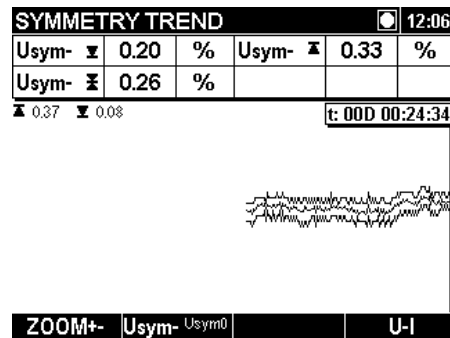 SYMMETRY TREND 12:06
Usym- 0.20 % Usym- 0.33 %
Usym- 0.26 %
0.37 0.08 t: 00D 00:24:34
ZOOM+- Usym- Usym0 U-I